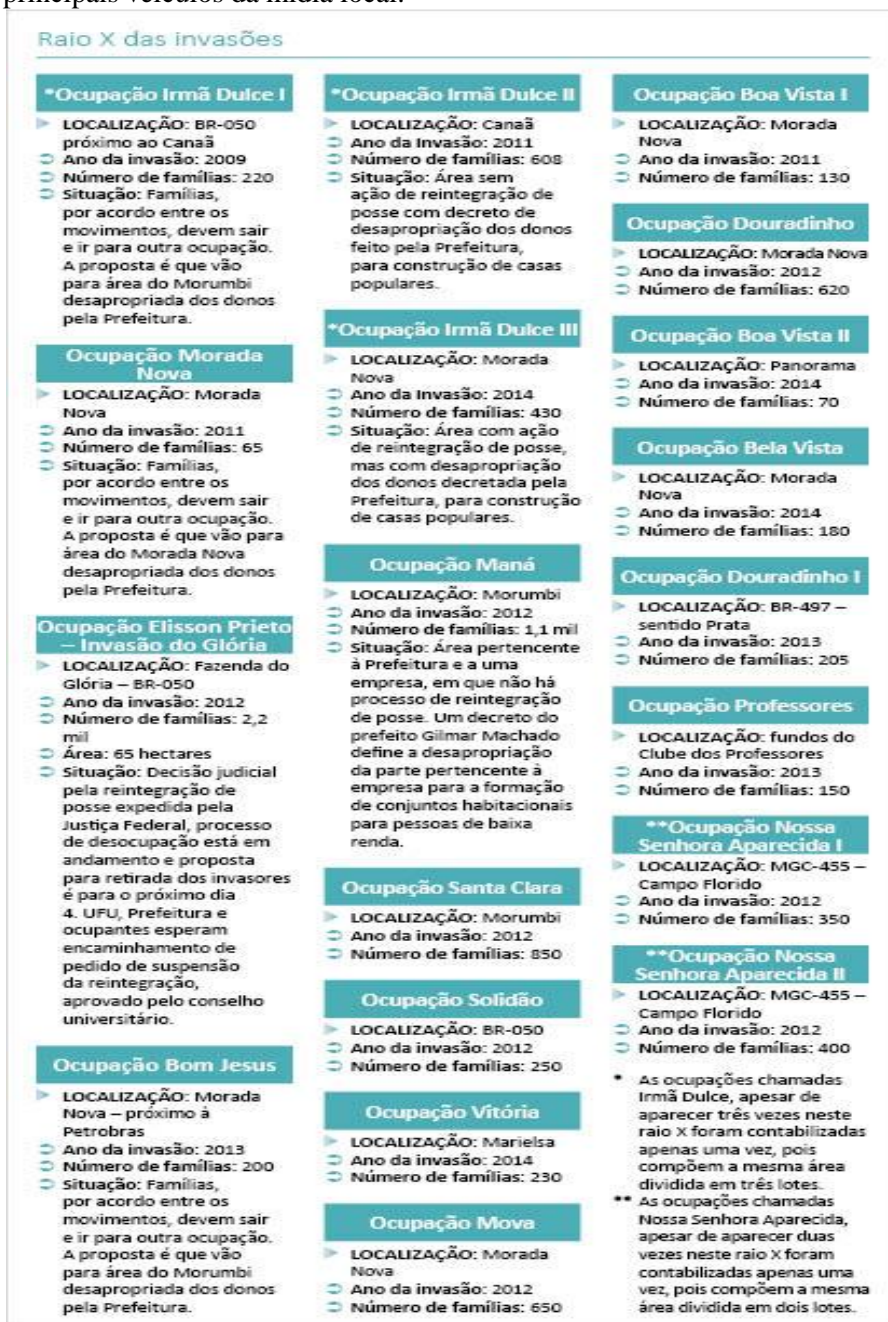 principais veículos da mídia local.
Raio X das invasões
*Ocupação Irmã Dulce I
LOCALIZAÇÃO: BR-050
próximo ao Canaã
Ano da invasão: 2009
Número de famílias: 220
Situação: Famílias,
por acordo entre os
movimentos, devem sair
e ir para outra ocupação.
A proposta é que vão
para área do Morumbi
desapropriada dos donos
pela Prefeitura.
Ocupação Morada
Nova
LOCALIZAÇÃO: Morada
Nova
Ano da invasão: 2011
Número de famílias: 65
Situação: Famílias,
por acordo entre os
movimentos, devem sair
e ir para outra ocupação.
A proposta é que vão para
área do Morada Nova
desapropriada dos donos
pela Prefeitura.
Ocupação Elisson Prieto
– Invasão do Glória
LOCALIZAÇÃO: Fazenda do
Glória – BR-050
Ano da invasão: 2012
Número de famílias: 2,2
mil
Área: 65 hectares
Situação: Decisão judicial
pela reintegração de
posse expedida pela
Justiça Federal, processo
de desocupação está em
andamento e proposta
para retirada dos invasores
é para o próximo dia
4. UFU, Prefeitura e
ocupantes esperam
encaminhamento de
pedido de suspensão
da reintegração,
aprovado pelo conselho
universitário.
Ocupação Bom Jesus
LOCALIZAÇÃO: Morada
Nova – próximo à
Petrobras
Ano da invasão: 2013
Número de famílias: 200
Situação: Famílias,
por acordo entre os
movimentos, devem sair
e ir para outra ocupação.
A proposta é que vão
para área do Morumbi
desapropriada dos donos
pela Prefeitura.
*Ocupação Irmã Dulce II
LOCALIZAÇÃO: Canaã
Ano da Invasão: 2011
Número de famílias: 608
Situação: Área sem
ação de reintegração de
posse com decreto de
desapropriação dos donos
feito pela Prefeitura,
para construção de casas
populares.
*Ocupação Irmã Dulce III
LOCALIZAÇÃO: Morada
Nova
Ano da Invasão: 2014
Número de famílias: 430
Situação: Área com ação
de reintegração de posse,
mas com desapropriação
dos donos decretada pela
Prefeitura, para construção
de casas populares.
Ocupação Maná
LOCALIZAÇÃO: Morumbi
Ano da invasão: 2012
Número de famílias: 1,1 mil
Situação: Área pertencente
à Prefeitura e a uma
empresa, em que não há
processo de reintegração
de posse. Um decreto do
prefeito Gilmar Machado
define a desapropriação
da parte pertencente à
empresa para a formação
de conjuntos habitacionais
para pessoas de baixa
renda.
Ocupação Santa Clara
LOCALIZAÇÃO: Morumbi
Ano da invasão: 2012
Número de famílias: 850
Ocupação Solidão
LOCALIZAÇÃO: BR-050
Ano da invasão: 2012
Número de famílias: 250
Ocupação Vitória
LOCALIZAÇÃO: Marielsa
Ano da invasão: 2014
Número de famílias: 230
Ocupação Mova
LOCALIZAÇÃO: Morada
Nova
Ano da invasão: 2012
Número de famílias: 650
Ocupação Boa Vista I
LOCALIZAÇÃO: Morada
Nova
Ano da invasão: 2011
Número de famílias: 130
Ocupação Douradinho
LOCALIZAÇÃO: Morada Nova
Ano da invasão: 2012
Número de famílias: 620
Ocupação Boa Vista II
LOCALIZAÇÃO: Panorama
Ano da invasão: 2014
Número de famílias: 70
Ocupação Bela Vista
LOCALIZAÇÃO: Morada
Nova
Ano da invasão: 2014
Número de famílias: 180
Ocupação Douradinho I
LOCALIZAÇÃO: BR-497 –
sentido Prata
Ano da invasão: 2013
Número de famílias: 205
Ocupação Professores
LOCALIZAÇÃO: fundos do
Clube dos Professores
Ano da invasão: 2013
Número de famílias: 150
**Ocupação Nossa
Senhora Aparecida I
LOCALIZAÇÃO: MGC-455 –
Campo Florido
Ano da invasão: 2012
Número de famílias: 350
**Ocupação Nossa
Senhora Aparecida II
LOCALIZAÇÃO: MGC-455 –
Campo Florido
Ano da invasão: 2012
Número de famílias: 400
* As ocupações chamadas
Irmã Dulce, apesar de
aparecer três vezes neste
raio X foram contabilizadas
apenas uma vez, pois
compõem a mesma área
dividida em três lotes.
** As ocupações chamadas
Nossa Senhora Aparecida,
apesar de aparecer duas
vezes neste raio X foram
contabilizadas apenas uma
vez, pois compõem a mesma
área dividida em dois lotes.